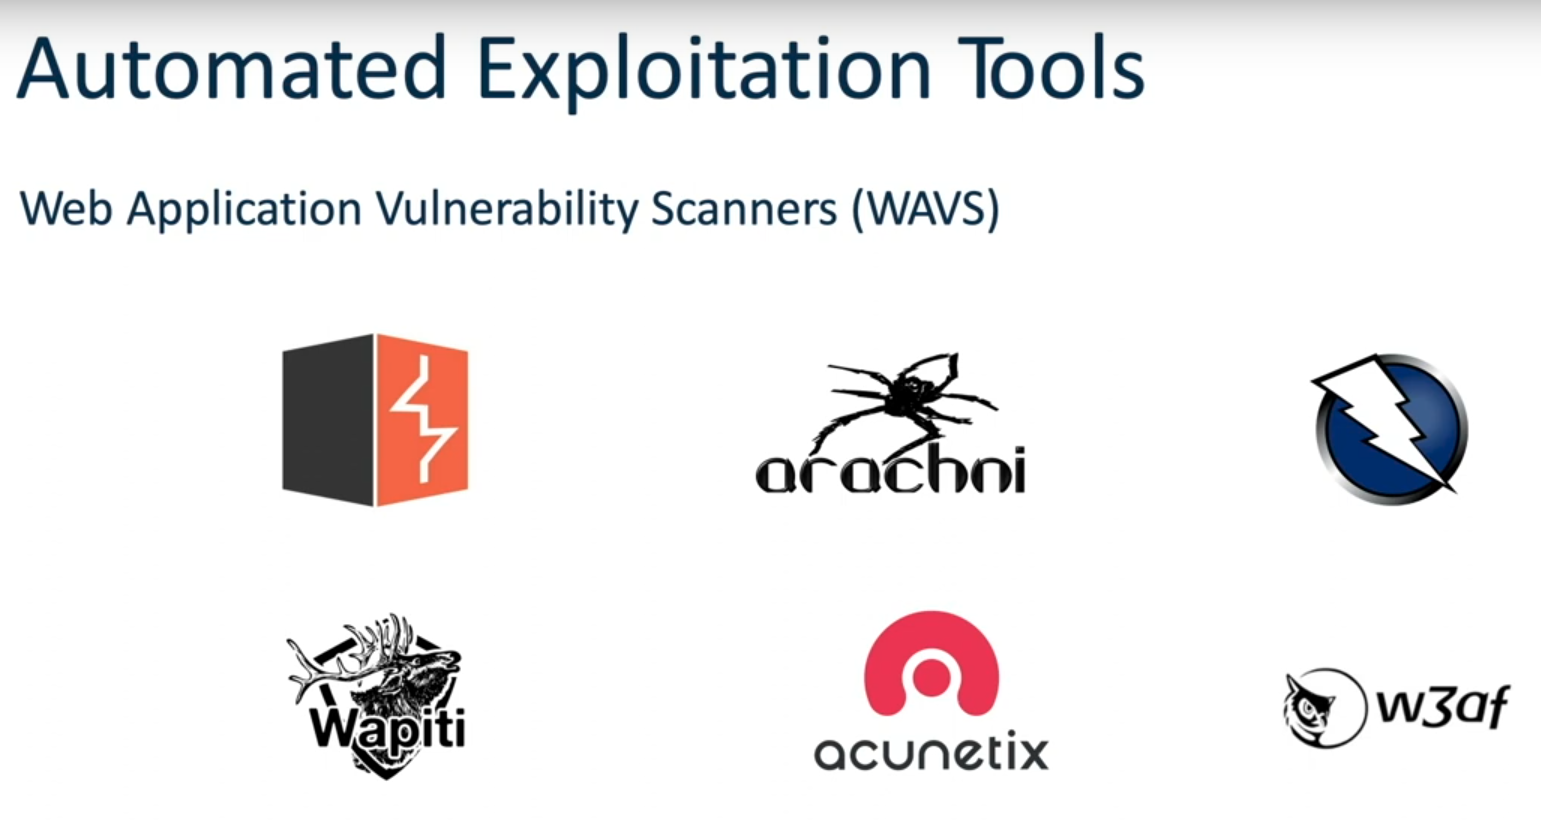 Automated Exploitation Tools
Web Application Vulnerability Scanners (WAVS)
arachni
Wapiti
acunetix
w3af